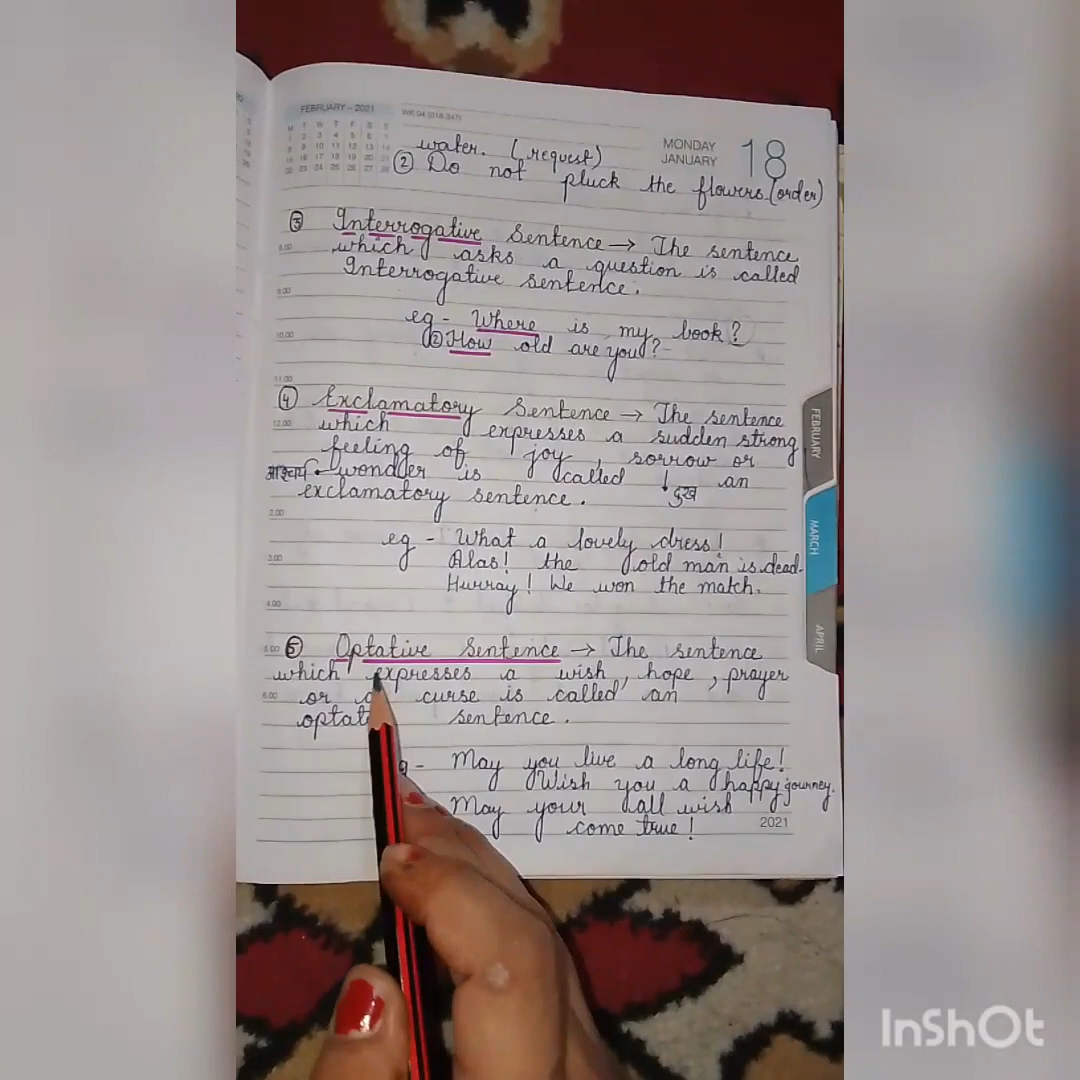 FEBRUARY - 2021
WK 04 (018-347)
MONDAY
JANUARY
18
water. (request)
② Do not pluck the flowers. (order)
③ Interrogative Sentence → The sentence
which asks a question is called
Interrogative sentence.
eg - Where is my book?
② How old are you?
④ Exclamatory Sentence → The sentence
which expresses a sudden strong
feeling of joy, sorrow or
आश्चर्य ← wonder is called ↓ an
exclamatory sentence. दुख
eg - What a lovely dress!
Alas! the old man is dead.
Hurray! We won the match.
⑤ Optative Sentence → The sentence
which expresses a wish, hope, prayer
or a curse is called an
optat sentence.
- May you live a long life!
Wish you a happy journey.
May your all wish
come true!
2021
FEBRUARY
MARCH
APRIL
InShOt